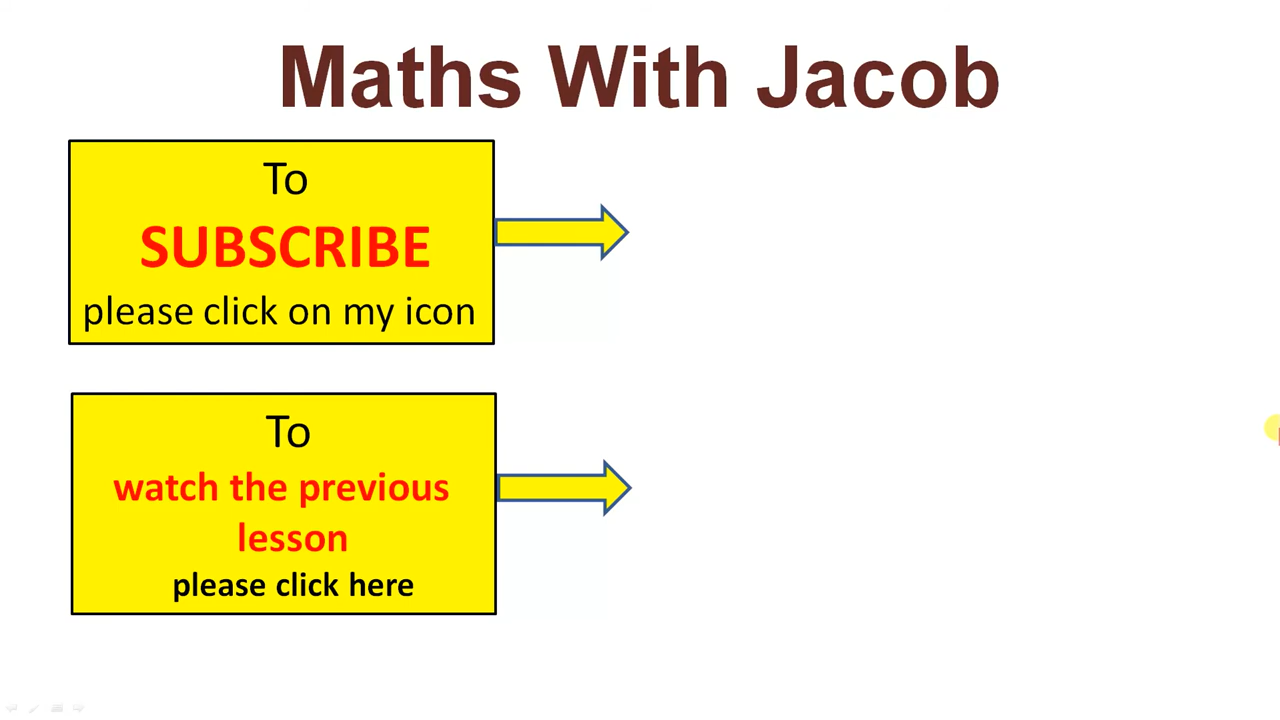 Maths With Jacob
To
SUBSCRIBE
please click on my icon
To
watch the previous
lesson
please click here